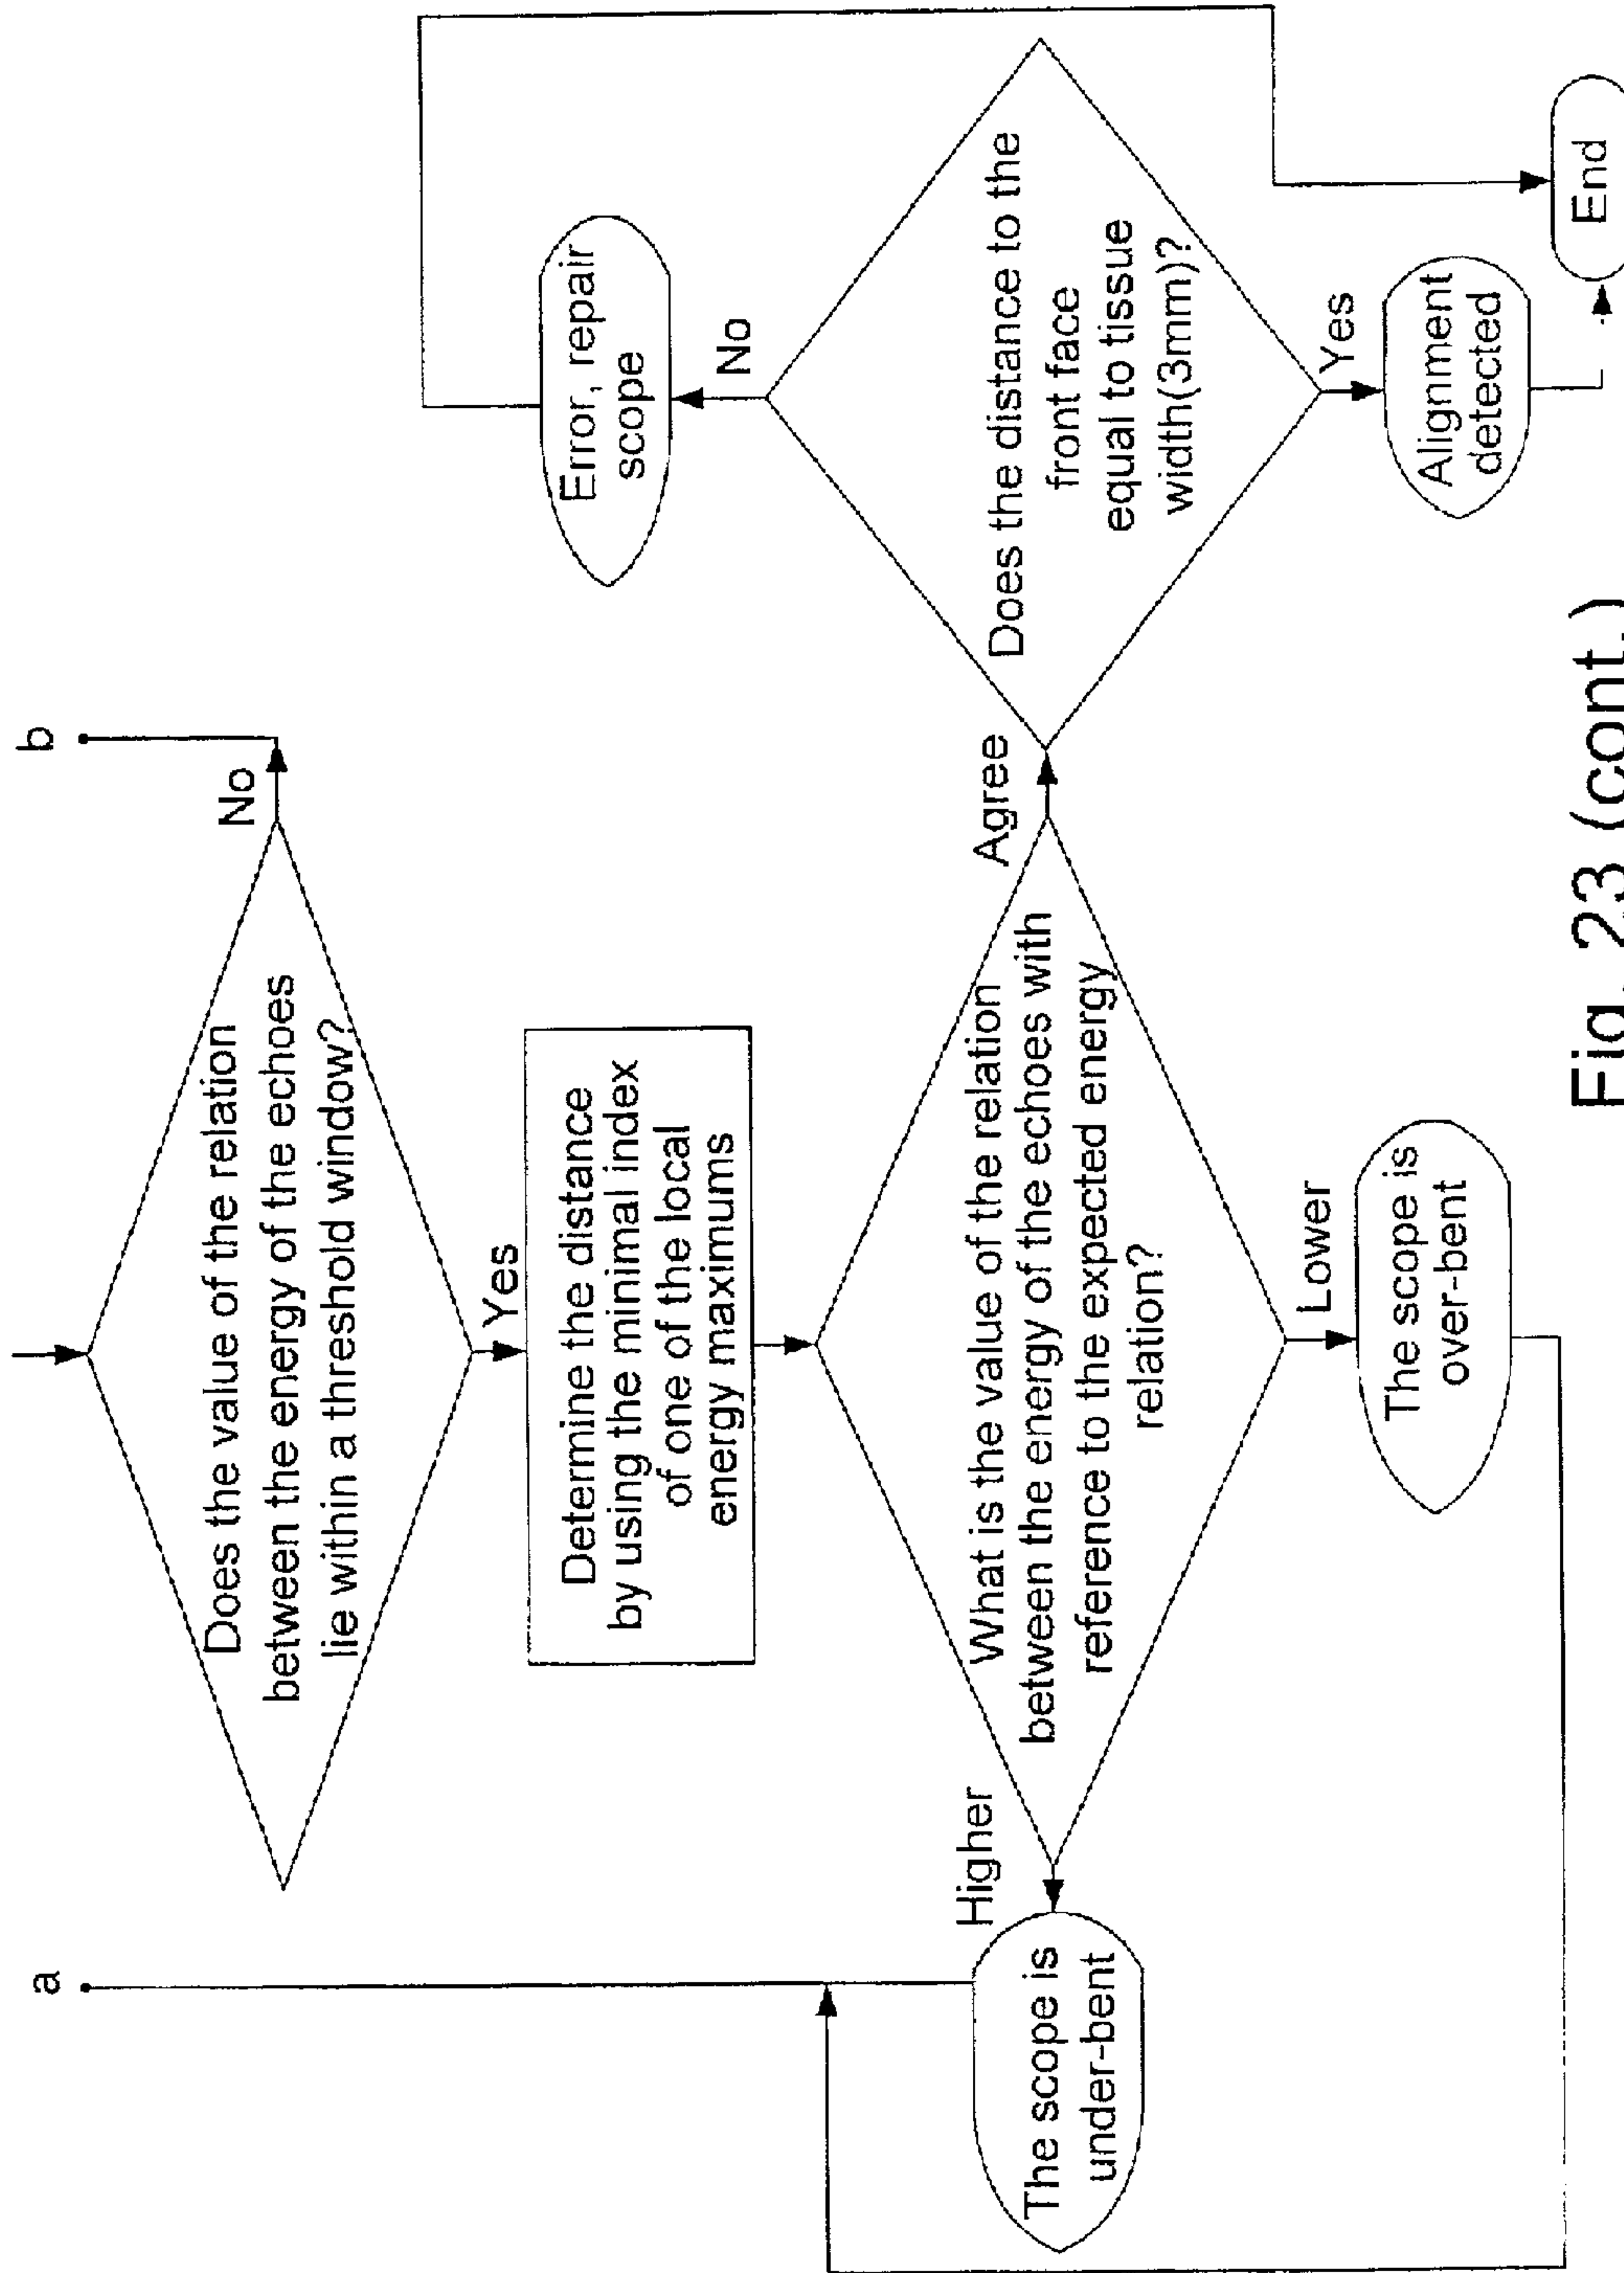 a
b
Does the value of the relation
between the energy of the echoes
lie within a threshold window?
No
Yes
Determine the distance
by using the minimal index
of one of the local
energy maximums
What is the value of the relation
between the energy of the echoes with
reference to the expected energy
relation?
Higher
The scope is
under-bent
Lower
The scope is
over-bent
Agree
Does the distance to the
front face
equal to tissue
width(3mm)?
No
Error, repair
scope
Yes
Alignment
detected
End
Fig. 23 (cont.)